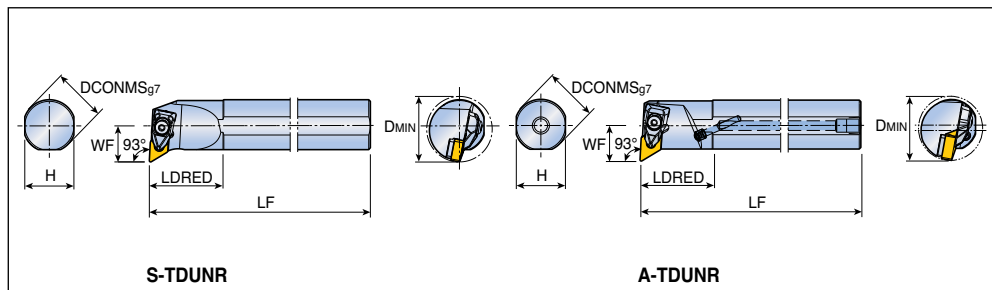 DCONMSg7
WF
93°
H
LDRED
LF
DMIN
S-TDUNR
DCONMSg7
WF
93°
H
LDRED
LF
DMIN
A-TDUNR